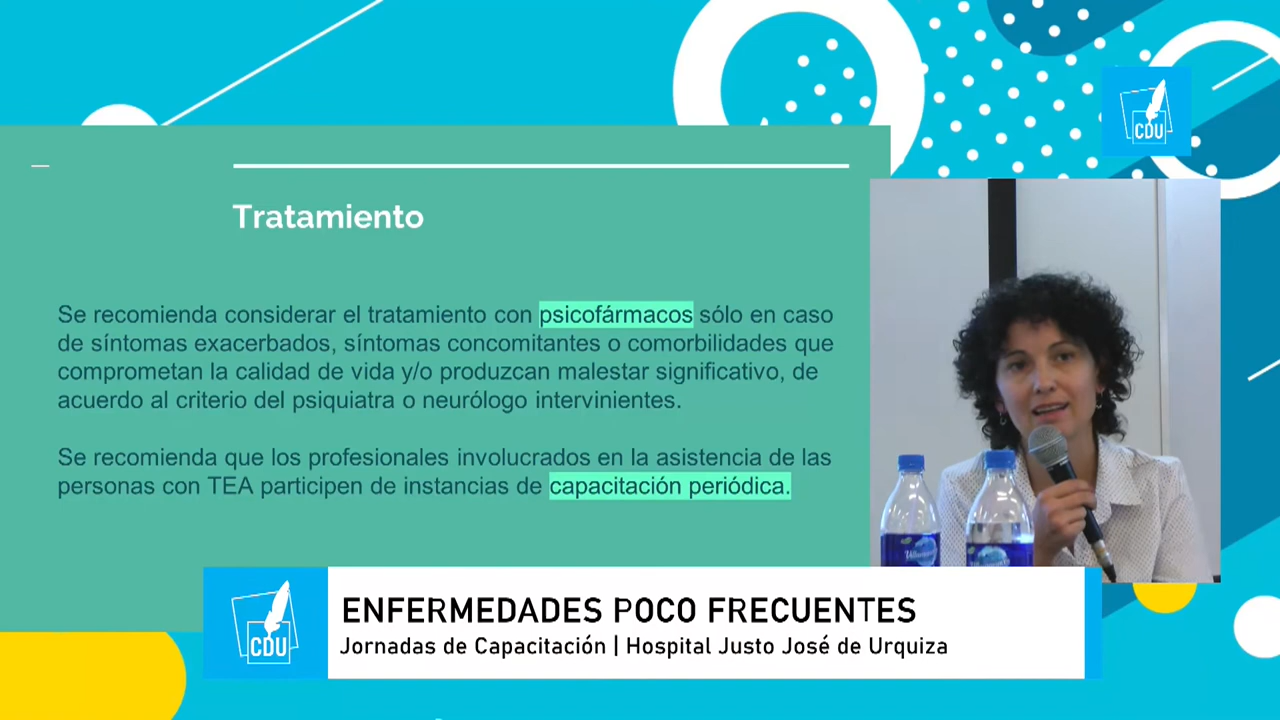 CDU
Tratamiento
Se recomienda considerar el tratamiento con psicofármacos sólo en caso
de síntomas exacerbados, síntomas concomitantes o comorbilidades que
comprometan la calidad de vida y/o produzcan malestar significativo, de
acuerdo al criterio del psiquiatra o neurólogo intervinientes.
Se recomienda que los profesionales involucrados en la asistencia de las
personas con TEA participen de instancias de capacitación periódica.
CDU
ENFERMEDADES POCO FRECUENTES
Jornadas de Capacitación | Hospital Justo José de Urquiza